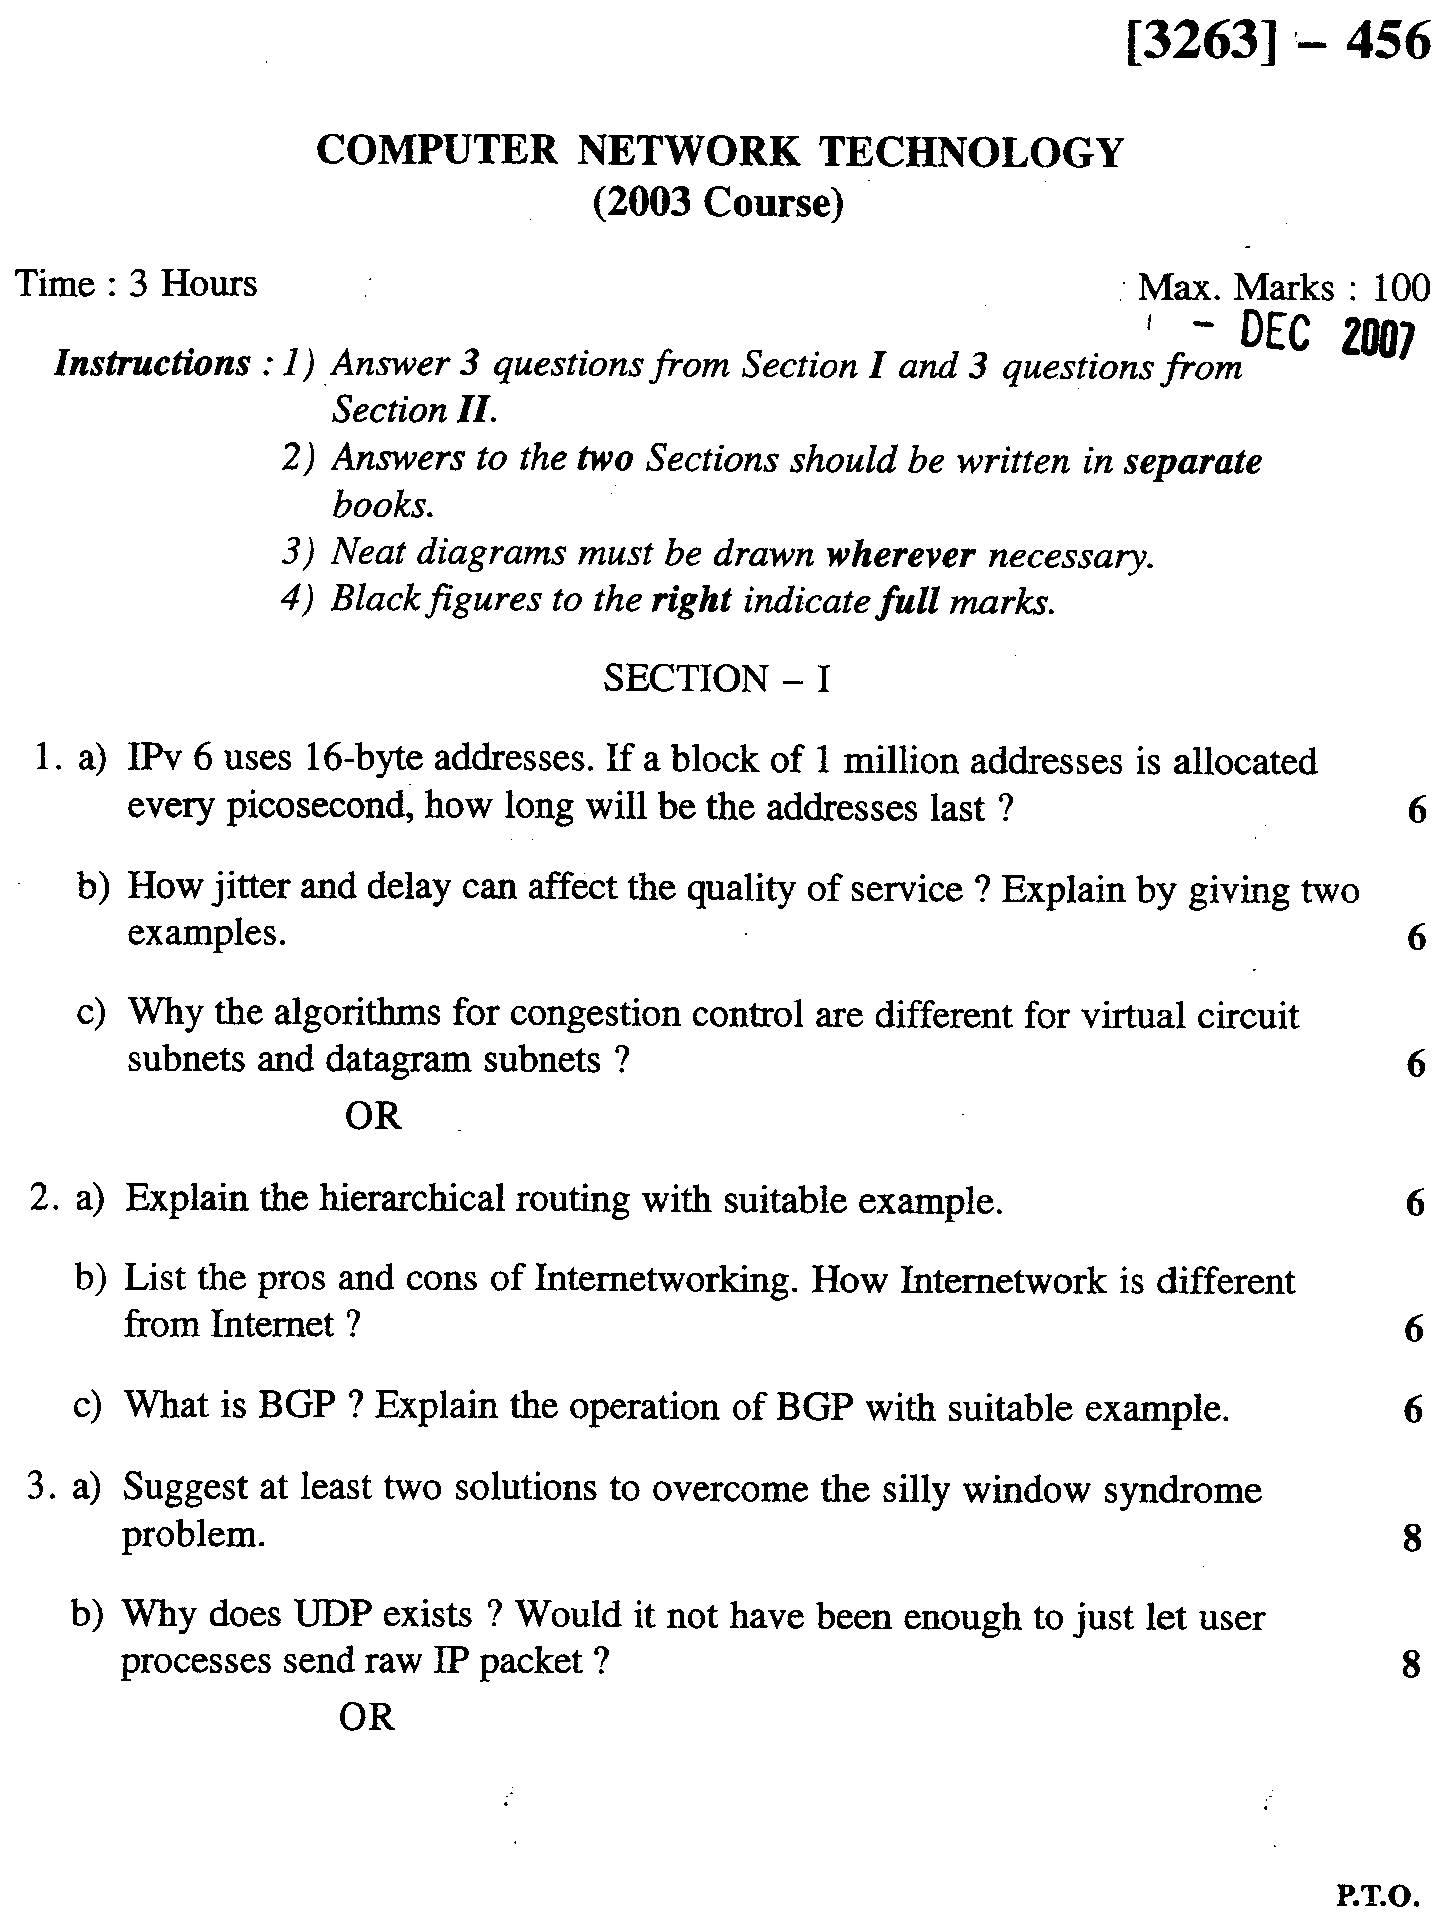 [3263] – 456
COMPUTER NETWORK TECHNOLOGY
(2003 Course)
Time : 3 Hours
Max. Marks : 100
- DEC 2007
Instructions : 1) Answer 3 questions from Section I and 3 questions from
Section II.
2) Answers to the two Sections should be written in separate
books.
3) Neat diagrams must be drawn wherever necessary.
4) Black figures to the right indicate full marks.
SECTION – I
1. a) IPv 6 uses 16-byte addresses. If a block of 1 million addresses is allocated
every picosecond, how long will be the addresses last ? 6
b) How jitter and delay can affect the quality of service ? Explain by giving two
examples. 6
c) Why the algorithms for congestion control are different for virtual circuit
subnets and datagram subnets ? 6
OR
2. a) Explain the hierarchical routing with suitable example. 6
b) List the pros and cons of Internetworking. How Internetwork is different
from Internet ? 6
c) What is BGP ? Explain the operation of BGP with suitable example. 6
3. a) Suggest at least two solutions to overcome the silly window syndrome
problem. 8
b) Why does UDP exists ? Would it not have been enough to just let user
processes send raw IP packet ? 8
OR
P.T.O.